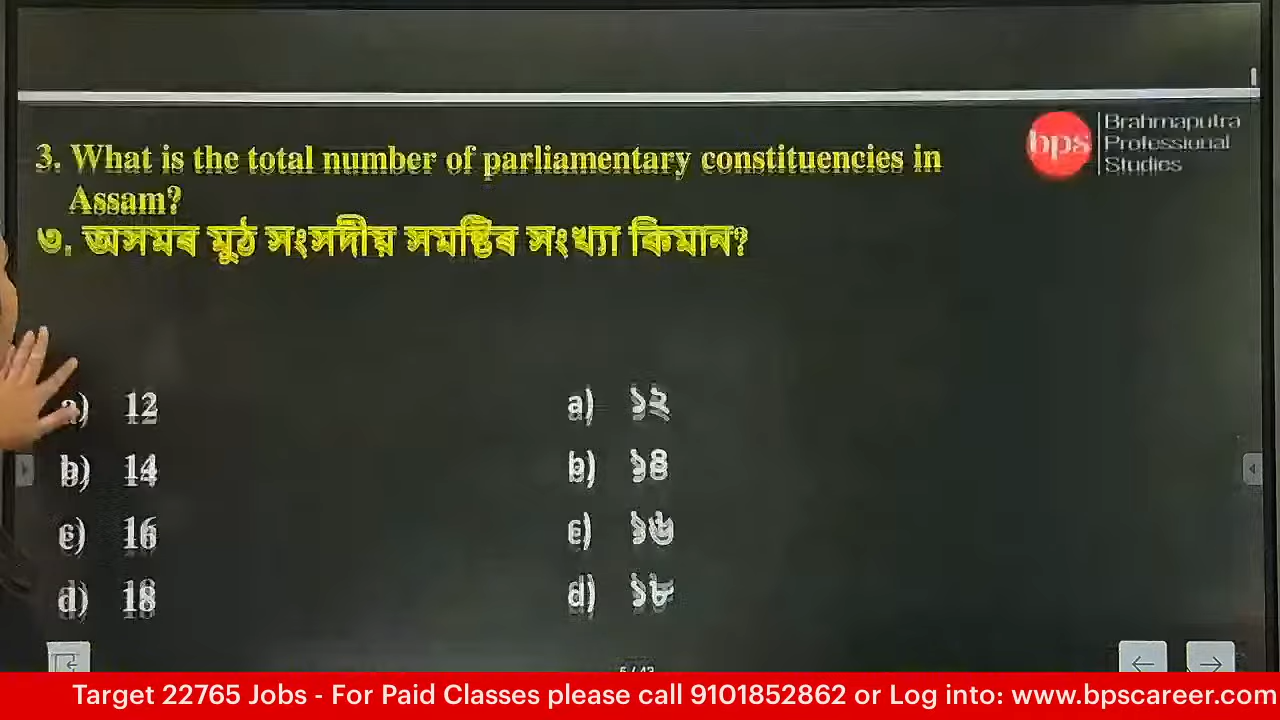 bps
Brahmaputra
Professional
Studies
3. What is the total number of parliamentary constituencies in
Assam?
৩. অসমৰ মুঠ সংসদীয় সমষ্টিৰ সংখ্যা কিমান?
a) 12
a) ১২
b) 14
b) ১৪
c) 16
c) ১৬
d) 18
d) ১৮
Target 22765 Jobs - For Paid Classes please call 9101852862 or Log into: www.bpscareer.com